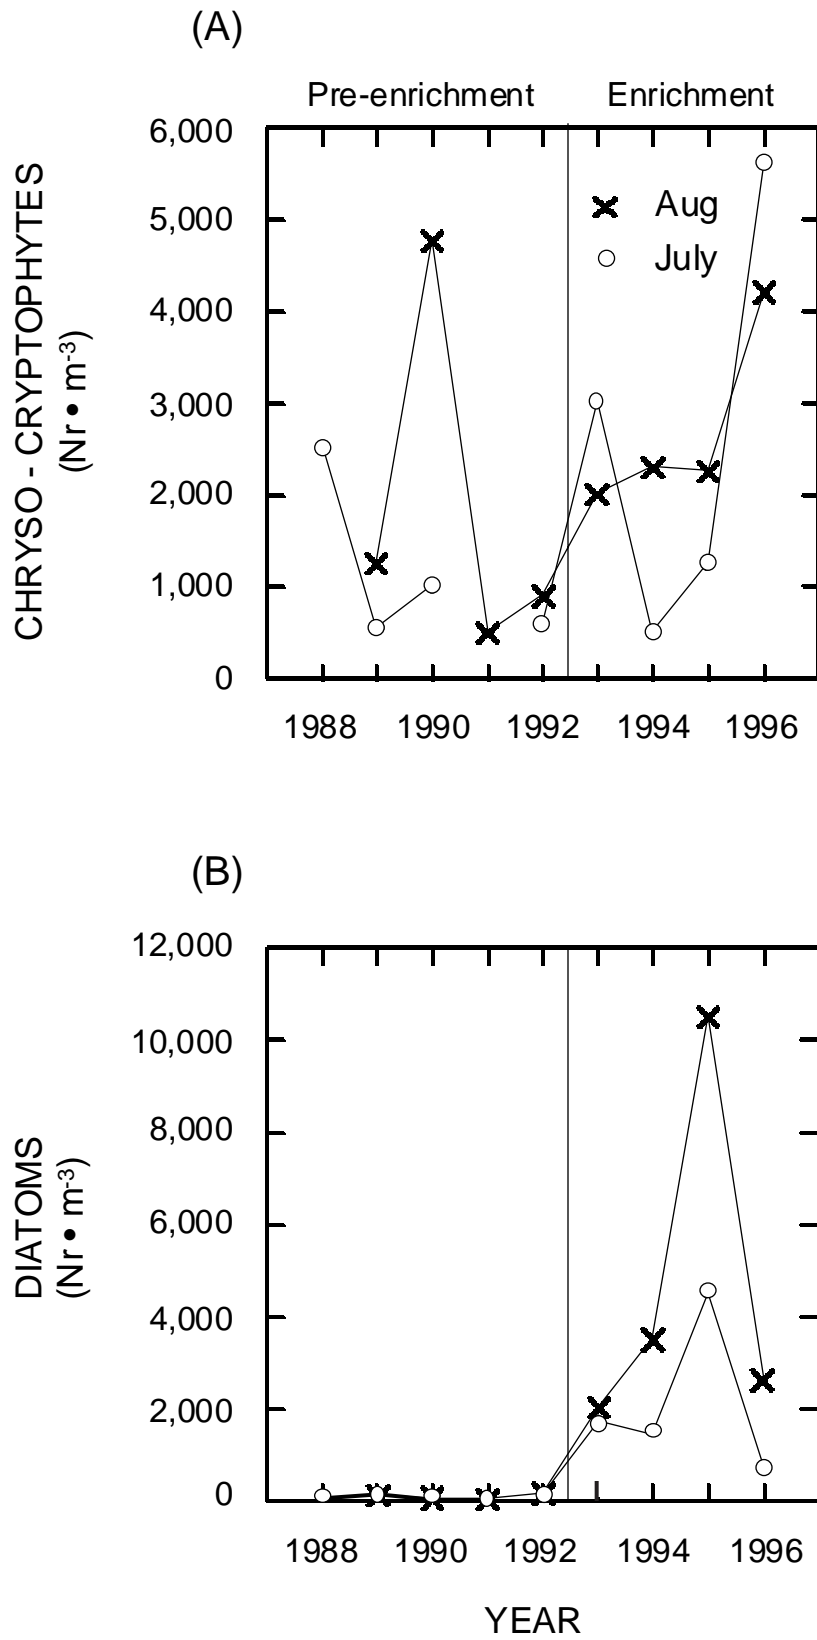 (A)
Pre-enrichment Enrichment
CHRYSO - CRYPTOPHYTES
(Nr • m-3)
6,000
5,000
4,000
3,000
2,000
1,000
0
Aug
July
1988 1990 1992 1994 1996
(B)
DIATOMS
(Nr • m-3)
12,000
10,000
8,000
6,000
4,000
2,000
0
1988 1990 1992 1994 1996
YEAR